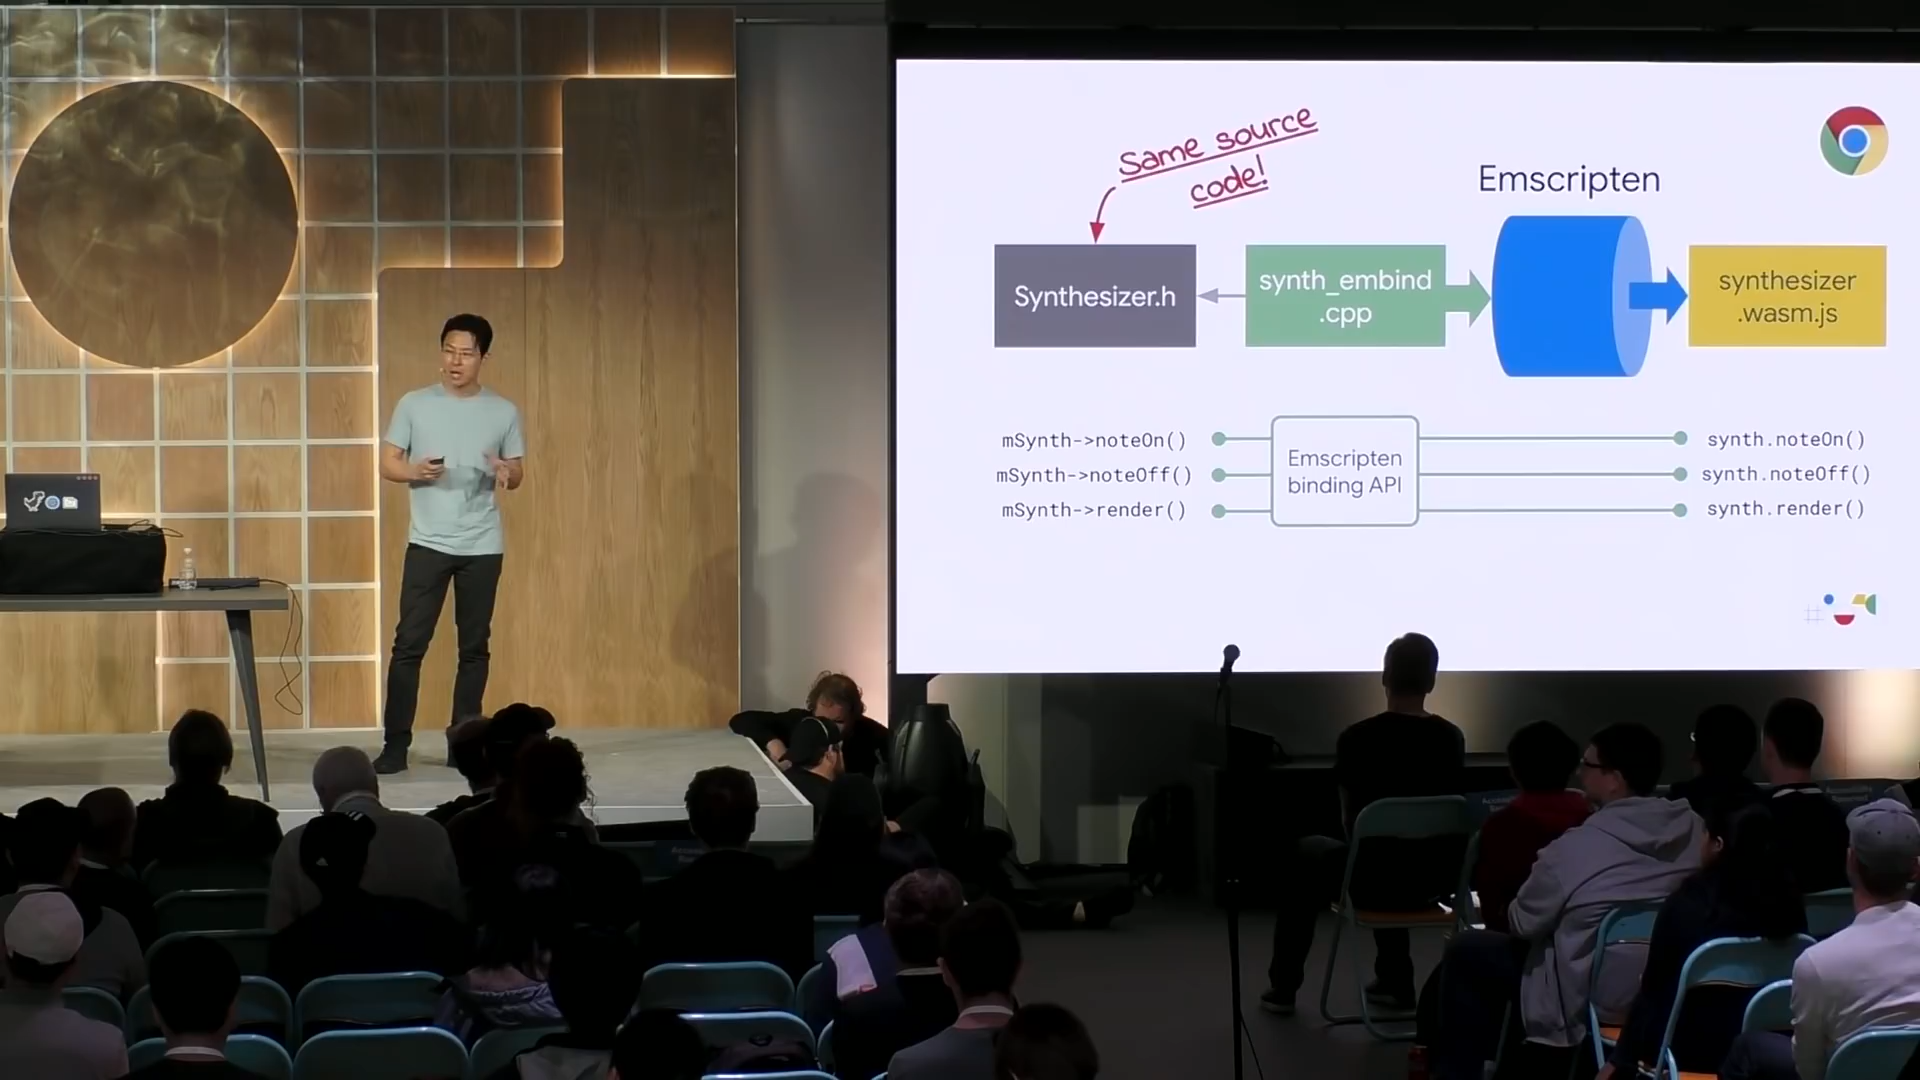 Same source
code!
Emscripten
Synthesizer.h
synth_embind
.cpp
synthesizer
.wasm.js
mSynth->noteOn()
mSynth->noteOff()
mSynth->render()
Emscripten
binding API
synth.noteOn()
synth.noteOff()
synth.render()